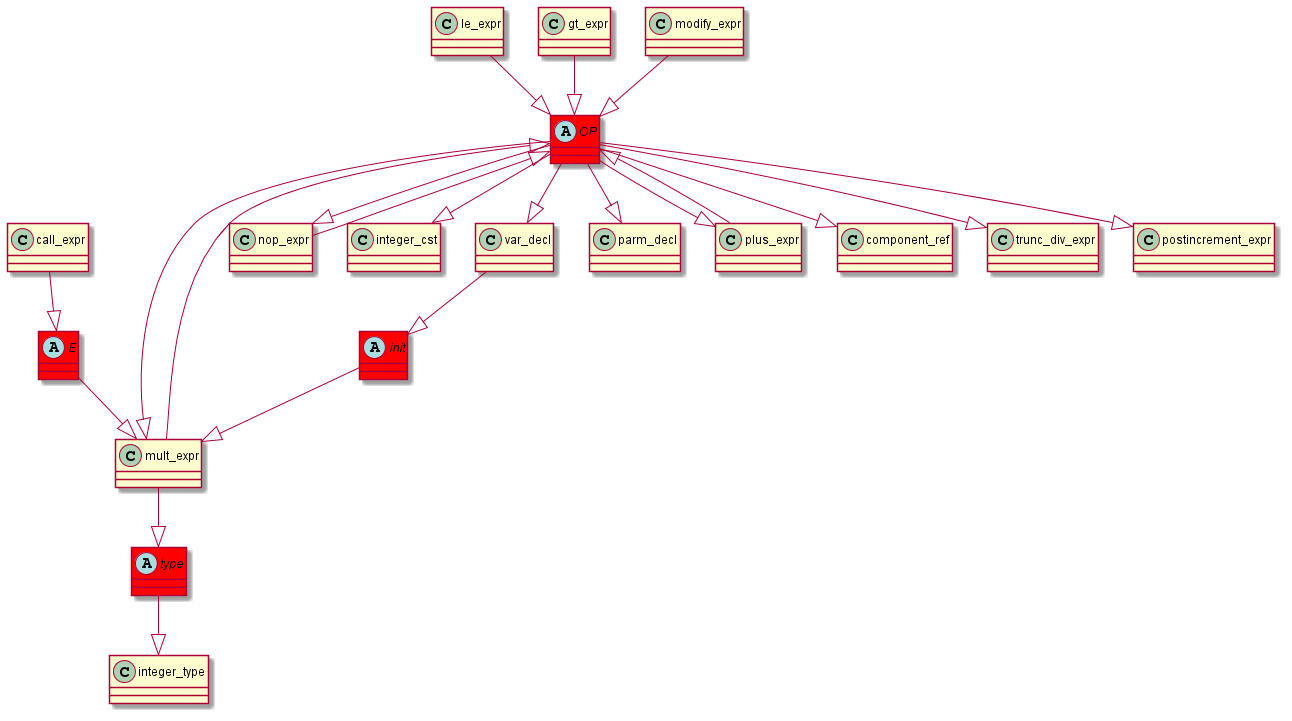 C le_expr
C gt_expr
C modify_expr
A OP
C call_expr
C nop_expr
C integer_cst
C var_decl
C parm_decl
C plus_expr
C component_ref
C trunc_div_expr
C postincrement_expr
A E
A init
C mult_expr
A type
C integer_type